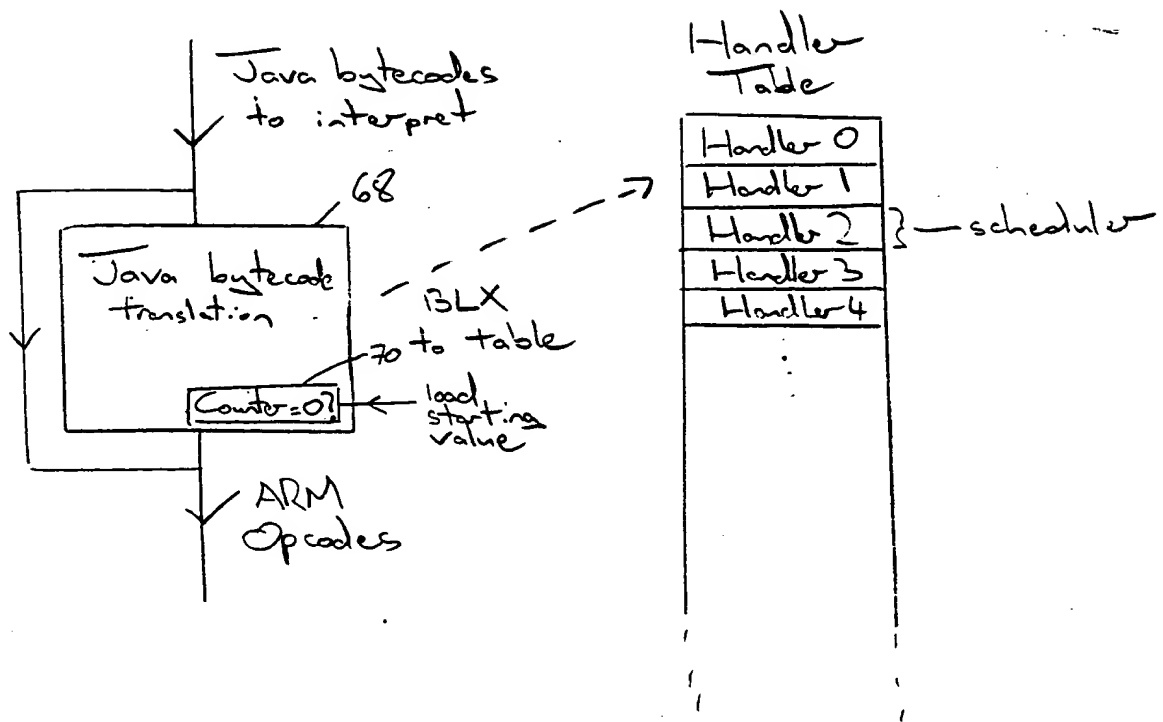 Java bytecodes
to interpret
68
Java bytecode
translation
BLX
to table
70
Counter=0?
load
starting
value
ARM
Opcodes
Handler
Table
Handler 0
Handler 1
Handler 2
scheduler
Handler 3
Handler 4